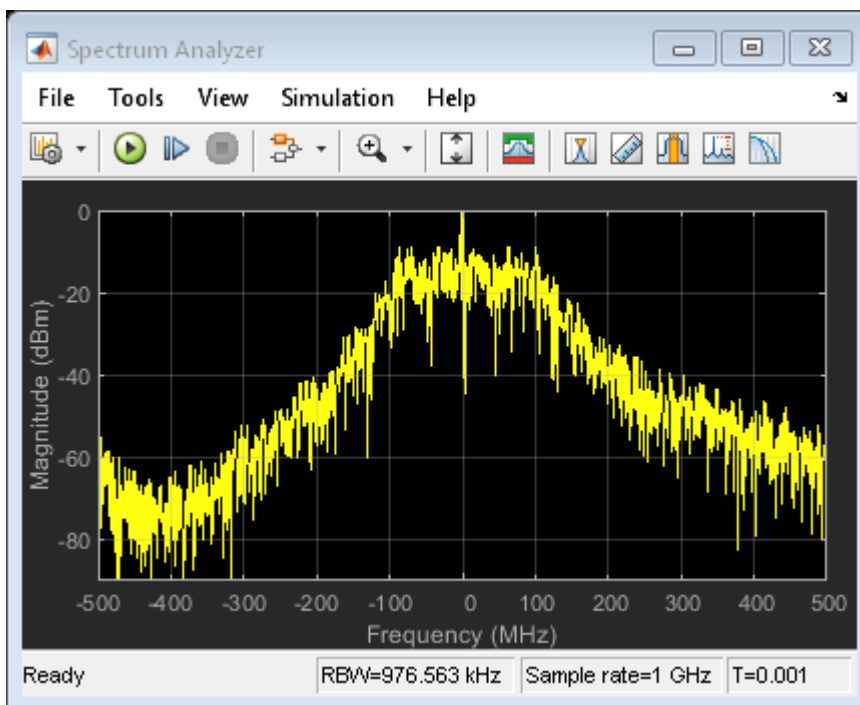 Spectrum Analyzer
File Tools View Simulation Help
0
-20
-40
-60
-80
Magnitude (dBm)
-500 -400 -300 -200 -100 0 100 200 300 400 500
Frequency (MHz)
Ready RBW=976.563 kHz Sample rate=1 GHz T=0.001